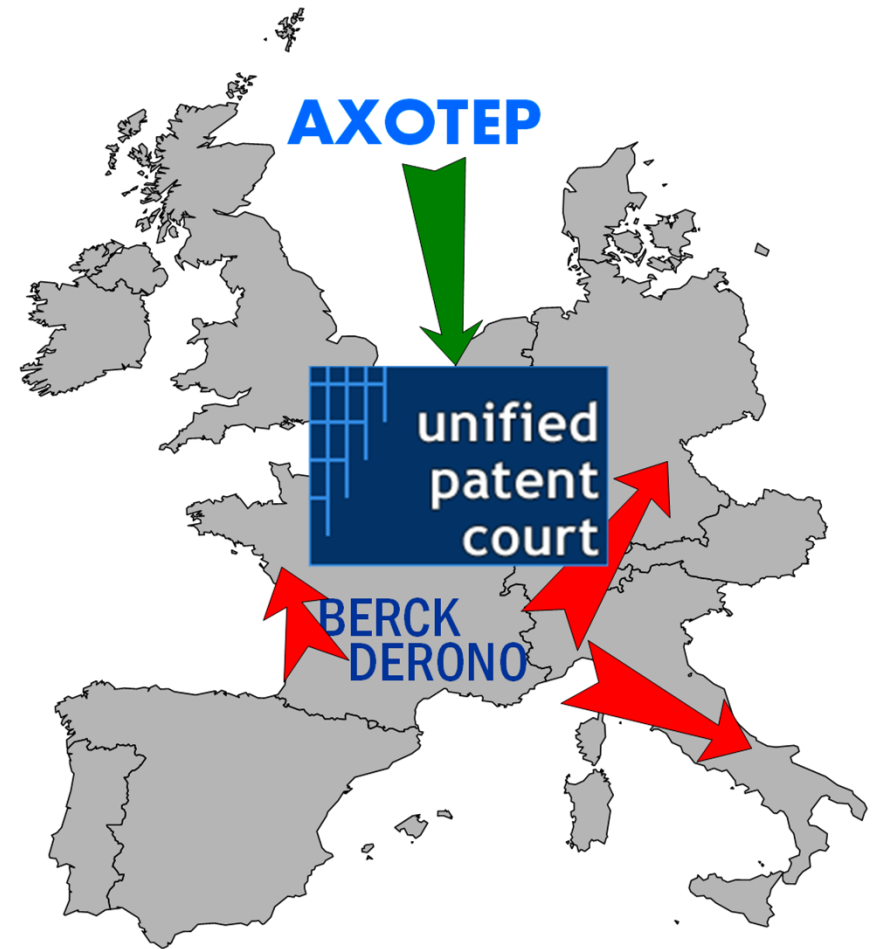 AXOTEP
unified
patent
court
BERCK
DERONO